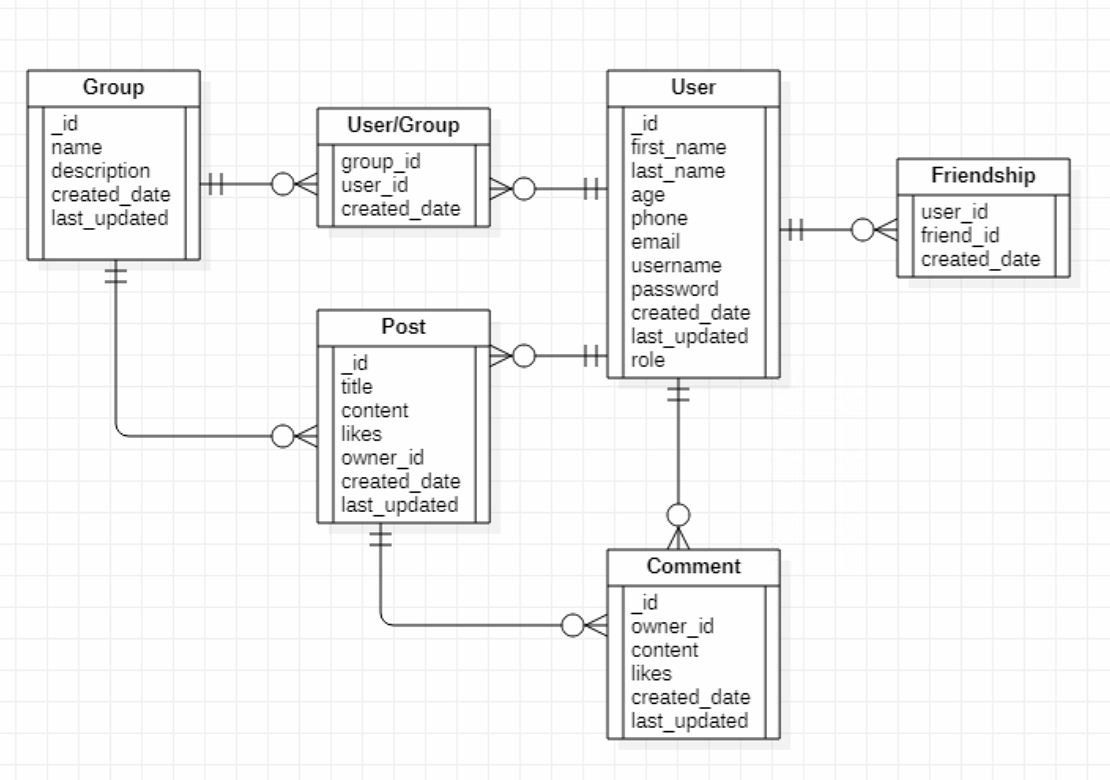 Group
_id
name
description
created_date
last_updated
User/Group
group_id
user_id
created_date
User
_id
first_name
last_name
age
phone
email
username
password
created_date
last_updated
role
Friendship
user_id
friend_id
created_date
Post
_id
title
content
likes
owner_id
created_date
last_updated
Comment
_id
owner_id
content
likes
created_date
last_updated